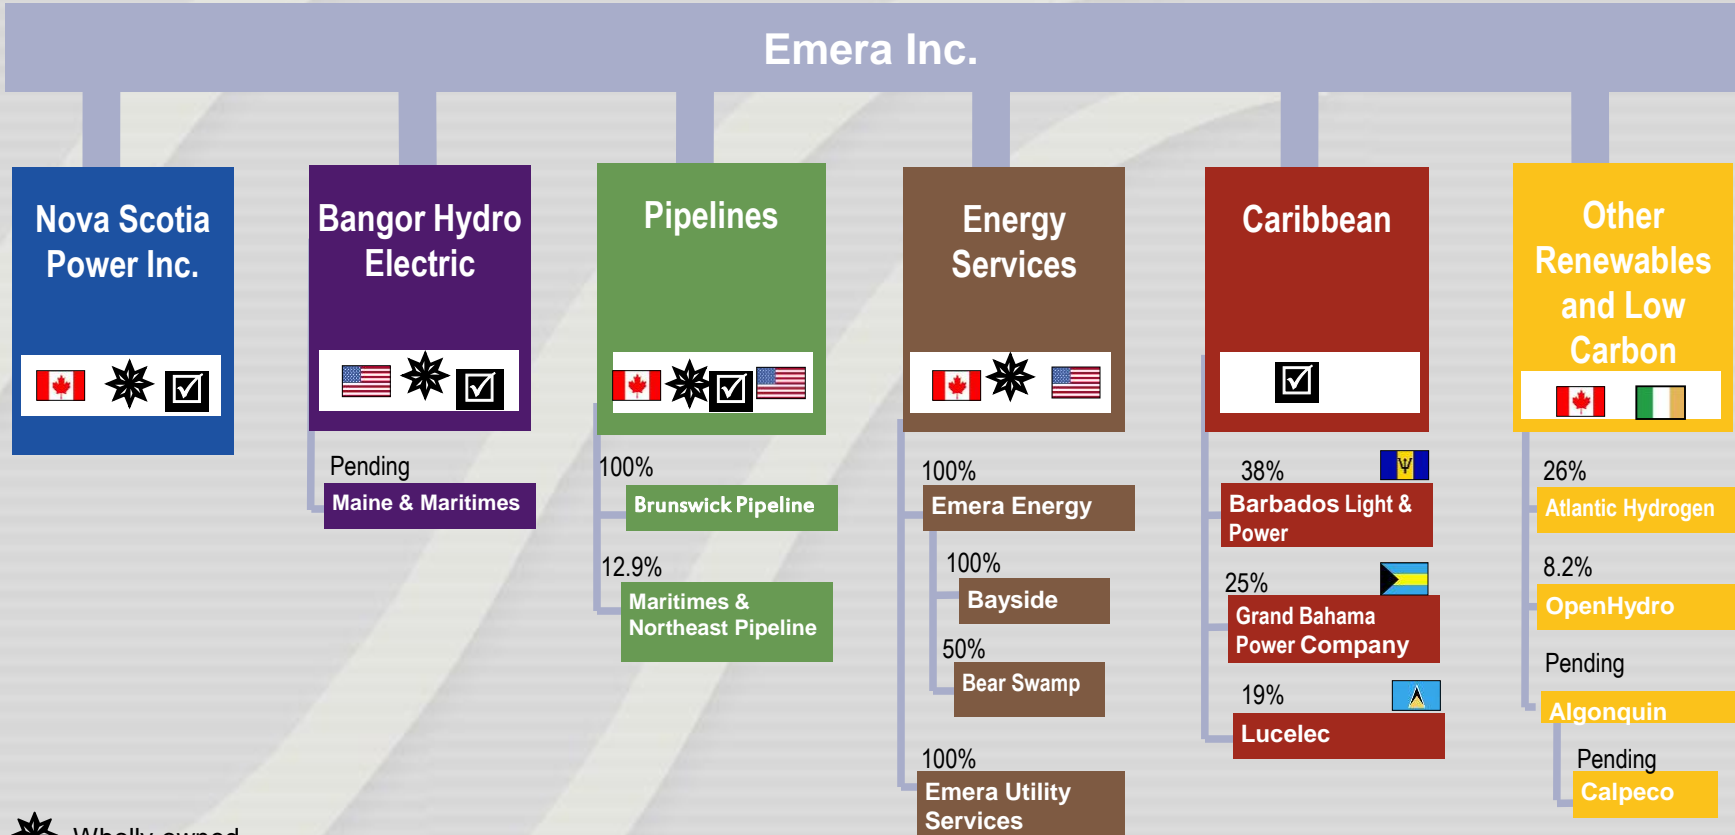 Emera Inc.
Nova Scotia
Power Inc.
Bangor Hydro
Electric
Pending
Maine & Maritimes
Pipelines
100%
Brunswick Pipeline
12.9%
Maritimes &
Northeast Pipeline
Energy
Services
100%
Emera Energy
100%
Bayside
50%
Bear Swamp
100%
Emera Utility
Services
Caribbean
38%
Barbados Light &
Power
25%
Grand Bahama
Power Company
19%
Lucelec
Other
Renewables
and Low
Carbon
26%
Atlantic Hydrogen
8.2%
OpenHydro
Pending
Algonquin
Pending
Calpeco
Wholly owned